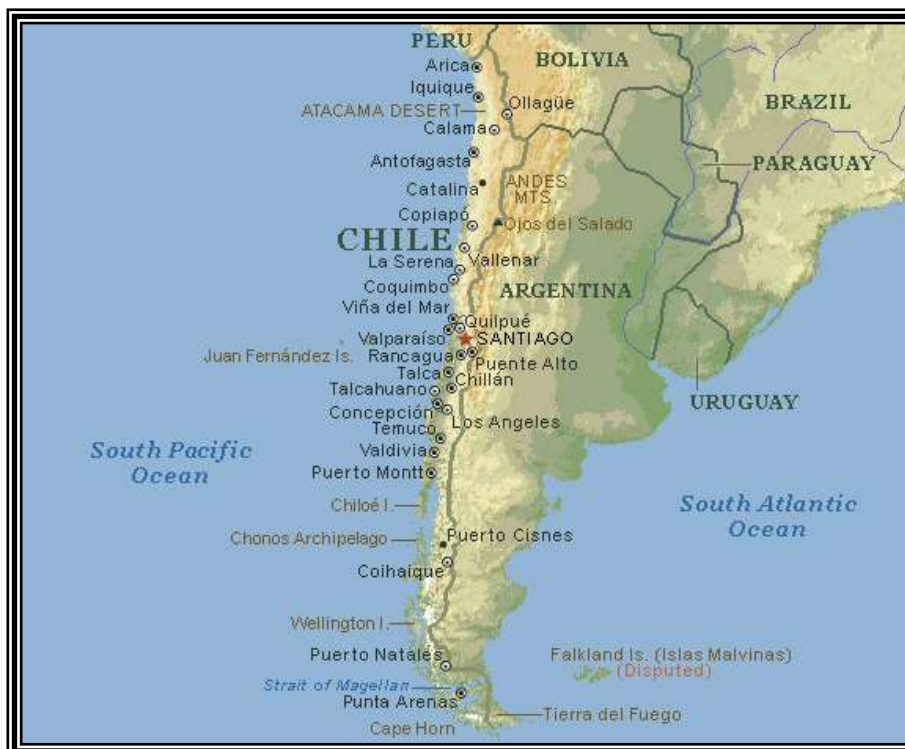 PERU
BOLIVIA
Arica
Iquique
Ollagüe
BRAZIL
ATACAMA DESERT
Calama
Antofagasta
PARAGUAY
ANDES
MTS
Catalina
Copiapó
Ojos del Salado
CHILE
Vallenar
La Serena
Coquimbo
ARGENTINA
Viña del Mar
Quilpué
Valparaíso
SANTIAGO
Juan Fernández Is.
Rancagua
Puente Alto
Talca
Chillán
Talcahuano
URUGUAY
Concepción
Los Angeles
Temuco
South Pacific
Ocean
Valdivia
Puerto Montt
Chiloé I.
South Atlantic
Ocean
Chonos Archipelago
Puerto Cisnes
Coihaique
Wellington I.
Puerto Natales
Falkland Is. (Islas Malvinas)
(Disputed)
Strait of Magellan
Punta Arenas
Tierra del Fuego
Cape Horn